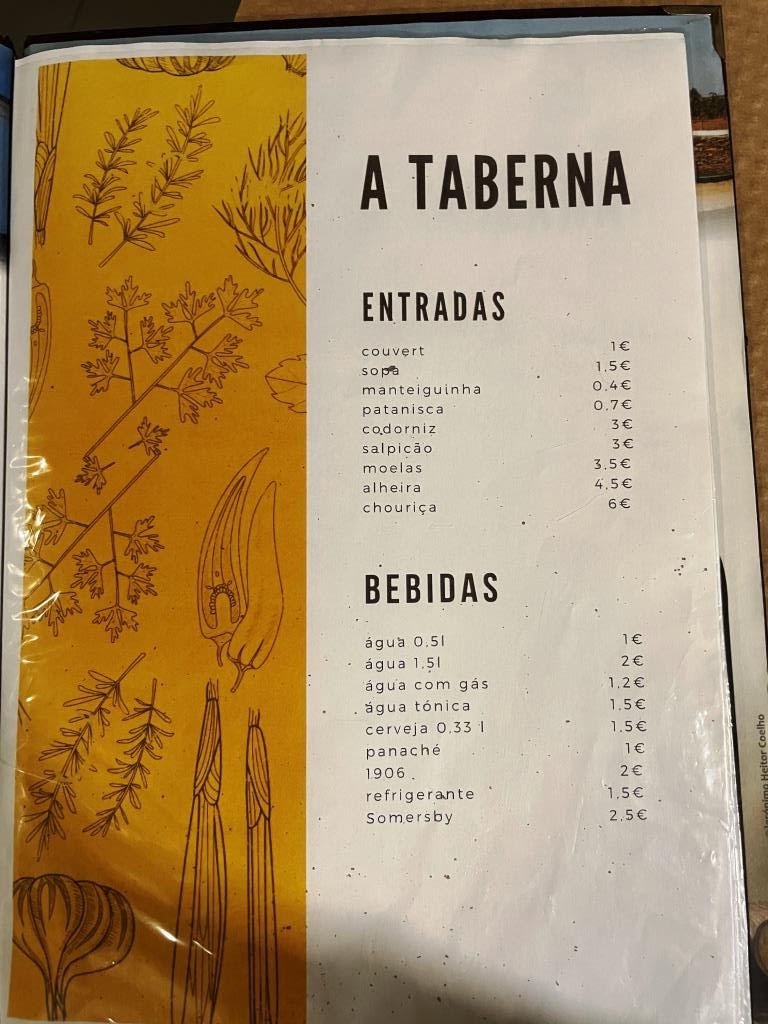 A TABERNA
ENTRADAS
couvert 1€
sopa 1,5€
manteiguinha 0,4€
patanisca 0,7€
codorniz 3€
salpicão 3€
moelas 3,5€
alheira 4,5€
chouriça 6€
BEBIDAS
água 0,5l 1€
água 1,5l 2€
água com gás 1,2€
água tónica 1,5€
cerveja 0,33 l 1,5€
panaché 1€
1906 2€
refrigerante 1,5€
Somersby 2,5€
Jerónimo Heitor Coelho